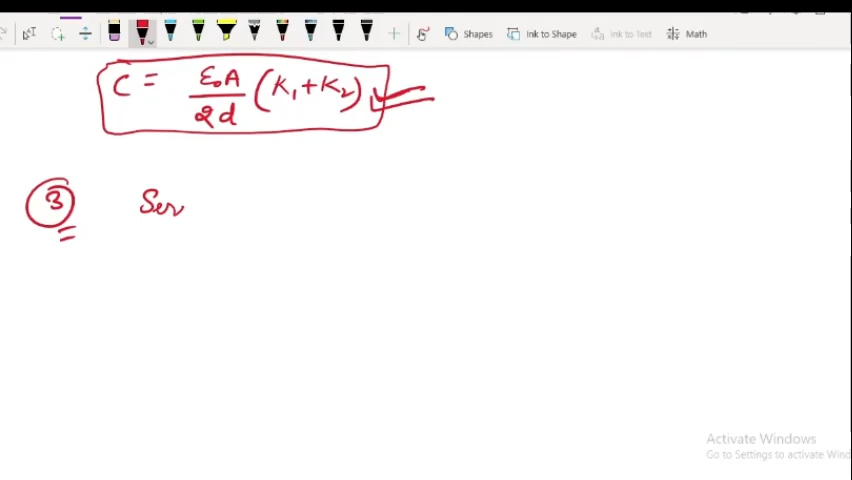 Shapes Ink to Shape Ink to Text Math
C = ε₀A/2d (K₁+K₂)
3 Ser
Activate Windows
Go to Settings to activate Wind